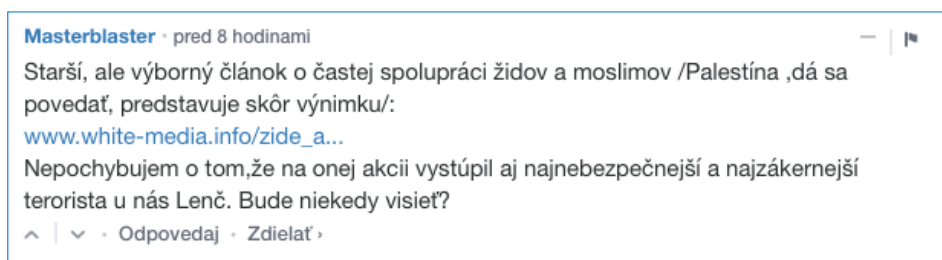 Masterblaster · pred 8 hodinami
Starší, ale výborný článok o častej spolupráci židov a moslimov /Palestína ,dá sa
povedať, predstavuje skôr výnimku/:
www.white-media.info/zide_a...
Nepochybujem o tom,že na onej akcii vystúpil aj najnebezpečnejší a najzákernejší
terorista u nás Lenč. Bude niekedy visieť?
Odpovedaj · Zdielať ›